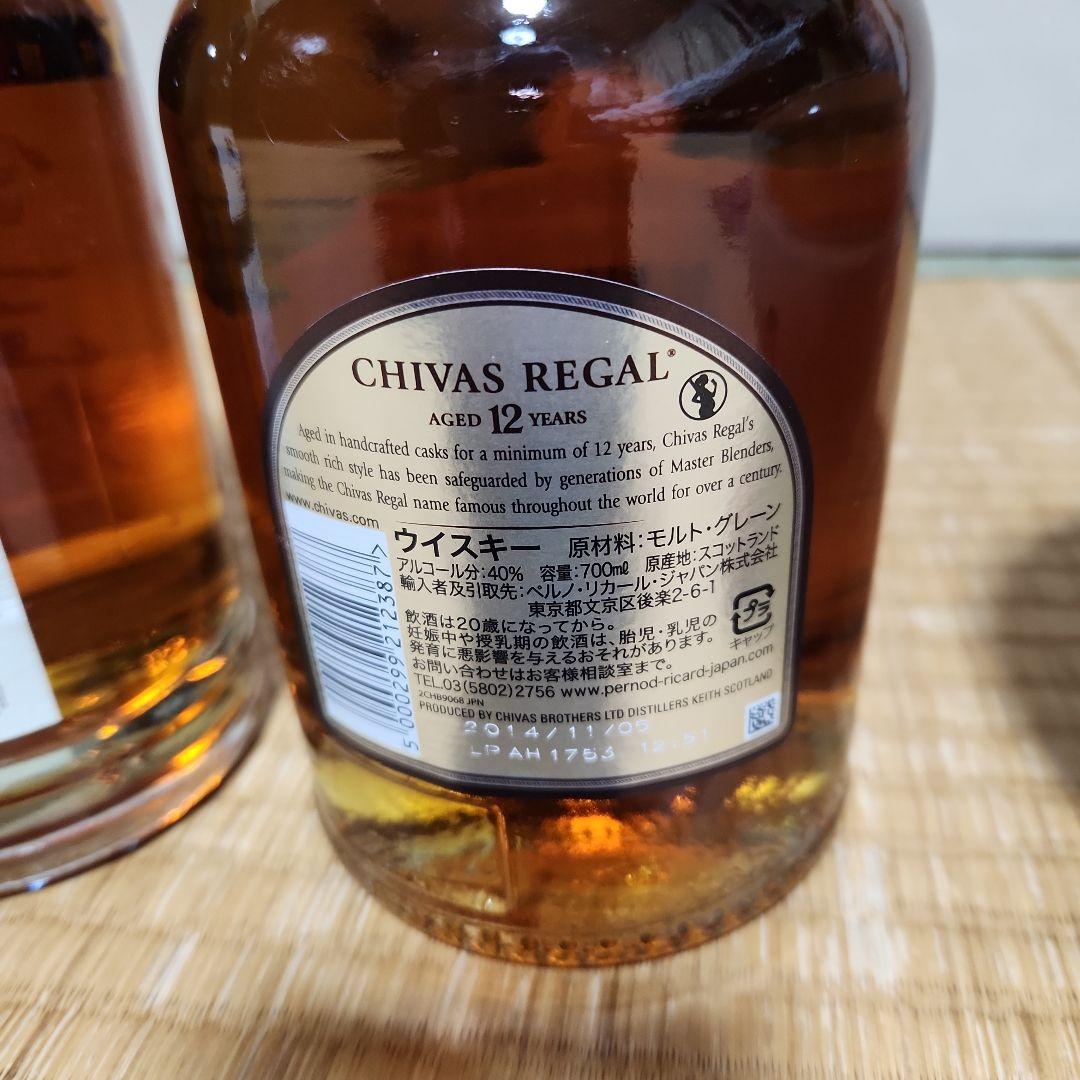 CHIVAS REGAL®
AGED 12 YEARS
Aged in handcrafted casks for a minimum of 12 years, Chivas Regal's
smooth rich style has been safeguarded by generations of Master Blenders,
making the Chivas Regal name famous throughout the world for over a century.
www.chivas.com
ウイスキー 原材料:モルト・グレーン
アルコール分:40% 容量:700mℓ 原産地:スコットランド
輸入者及引取先:ペルノ・リカール・ジャパン株式会社
東京都文京区後楽2-6-1
飲酒は20歳になってから。
妊娠中や授乳期の飲酒は、胎児・乳児の
発育に悪影響を与えるおそれがあります。
お問い合わせはお客様相談室まで。
TEL.03(5802)2756 www.pernod-ricard-japan.com
プラ
キャップ
2CHB9068 JPN
PRODUCED BY CHIVAS BROTHERS LTD DISTILLERS KEITH SCOTLAND
5 000299 212387 >
2014/11/05
LPAH1753 12:51